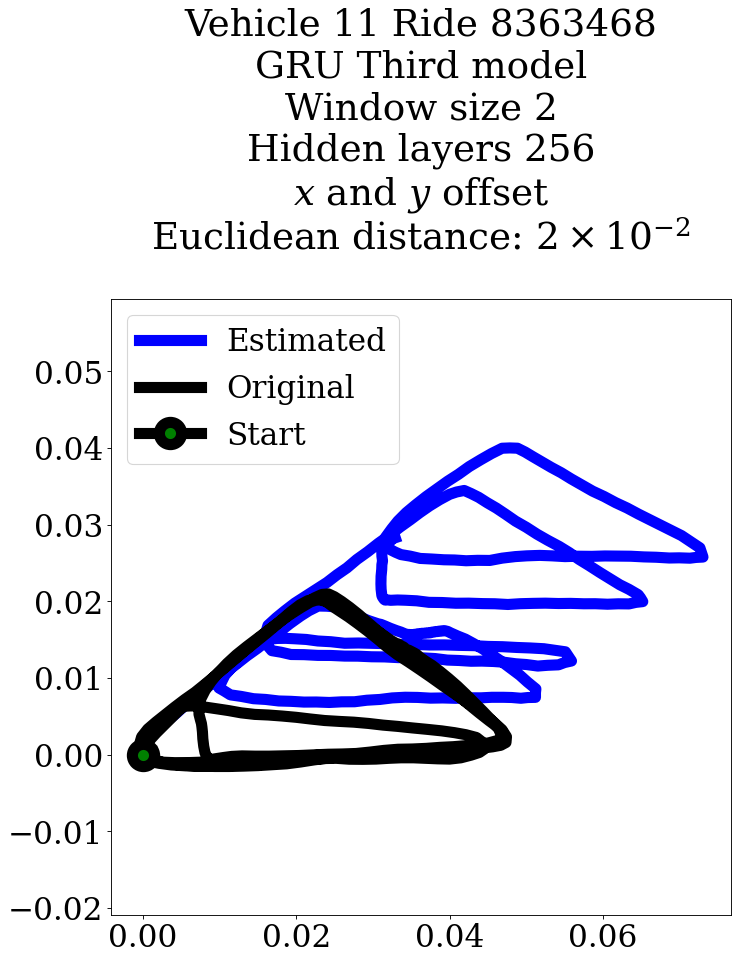 Vehicle 11 Ride 8363468
GRU Third model
Window size 2
Hidden layers 256
x and y offset
Euclidean distance: 2 × 10⁻²
Estimated
Original
Start
0.05
0.04
0.03
0.02
0.01
0.00
−0.01
−0.02
0.00 0.02 0.04 0.06